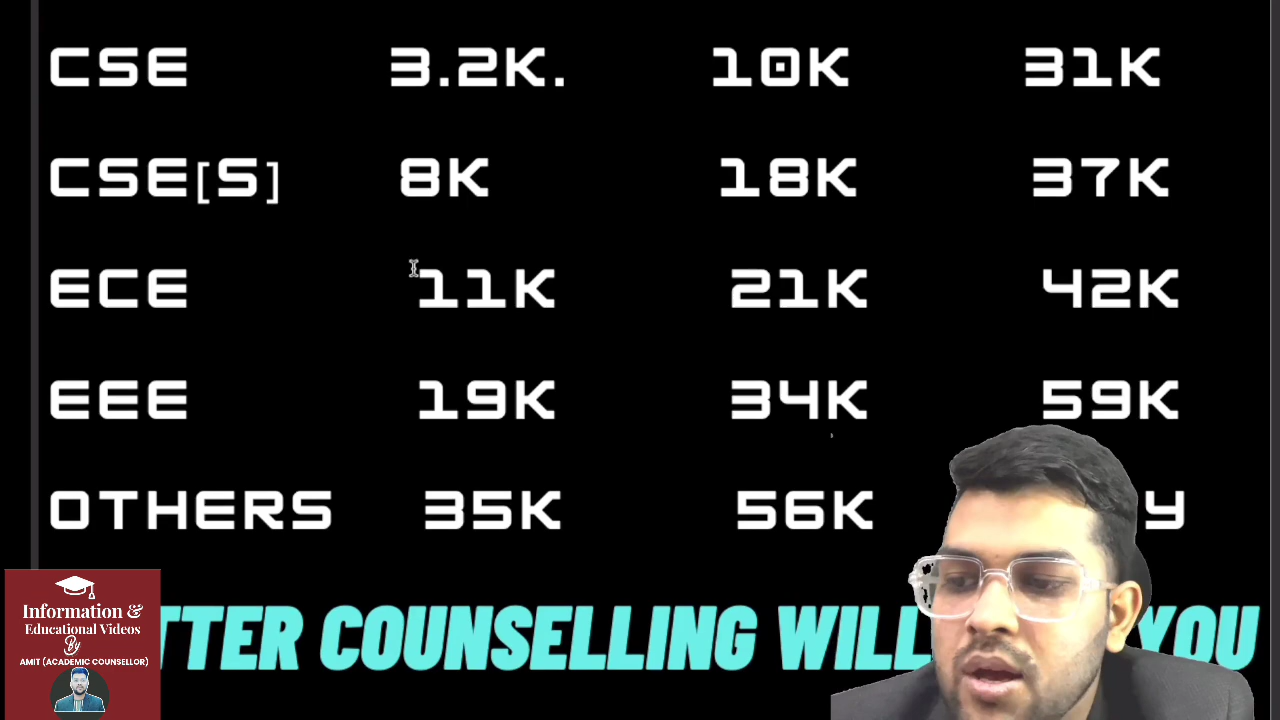 CSE 3.2K. 10K 31K
CSE[S] 8K 18K 37K
ECE 11K 21K 42K
EEE 19K 34K 59K
OTHERS 35K 56K
COUNSELLING WILL YOU
Information &
Educational Videos
By
AMIT (ACADEMIC COUNSELLOR)